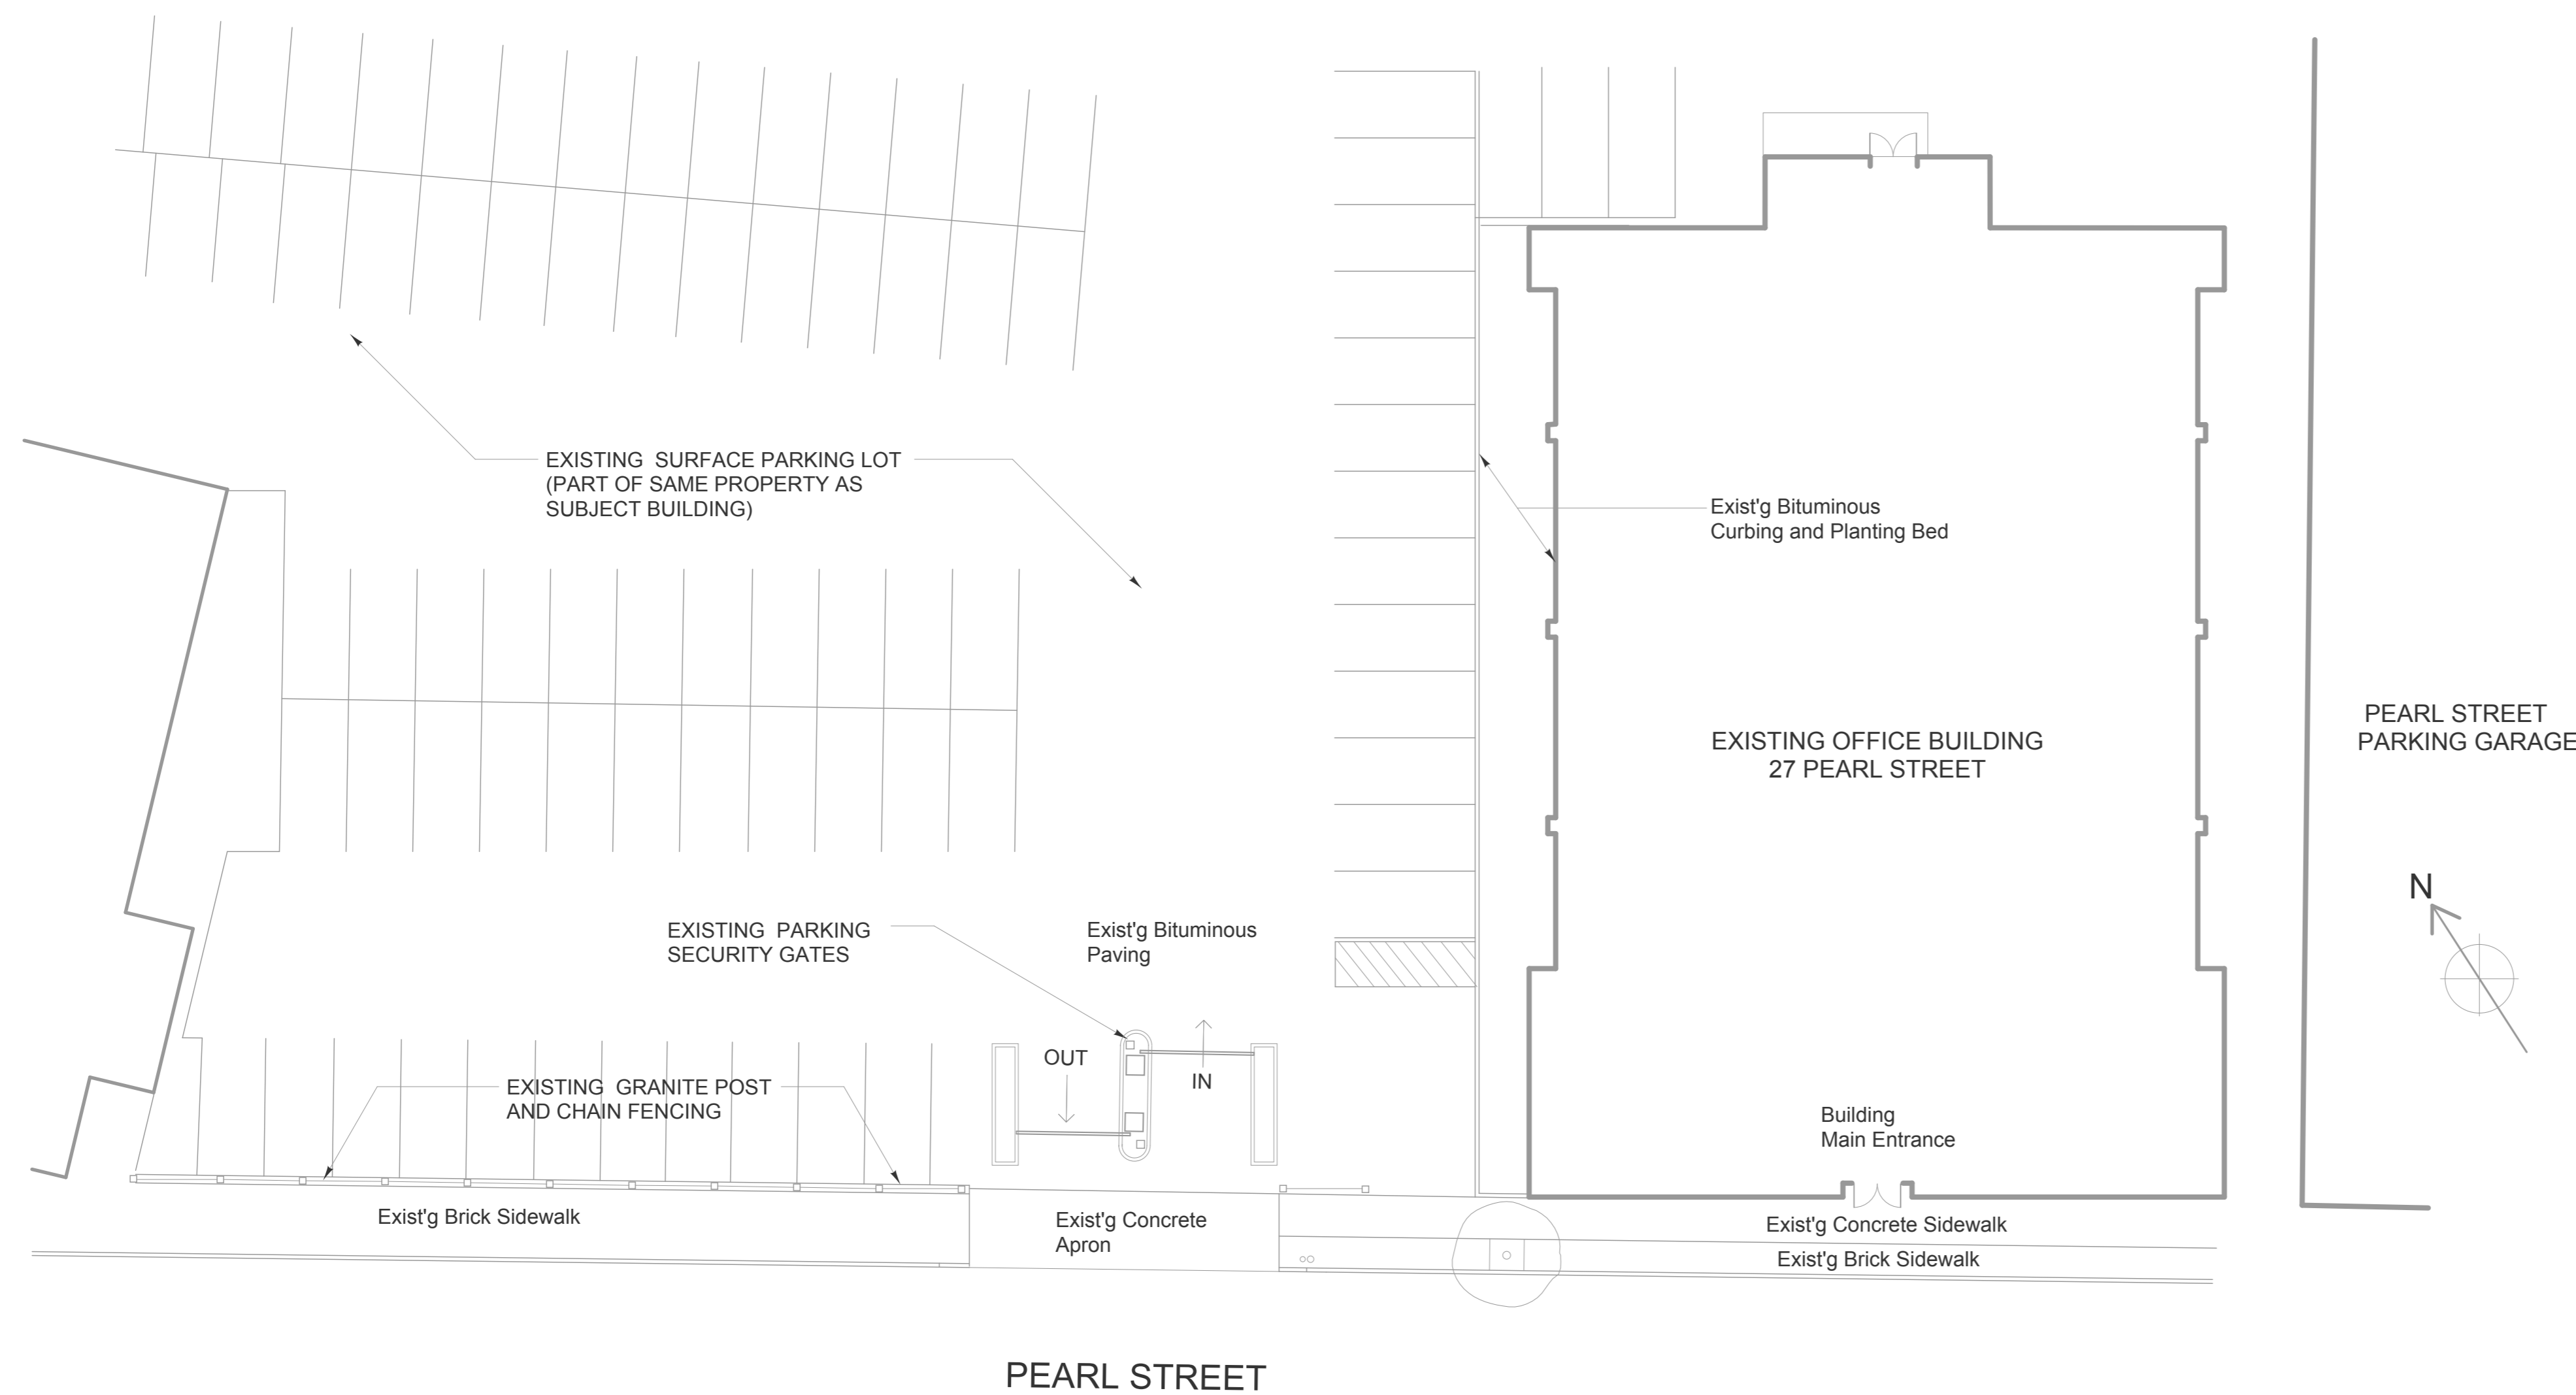 EXISTING SURFACE PARKING LOT
(PART OF SAME PROPERTY AS
SUBJECT BUILDING)
Exist'g Bituminous
Curbing and Planting Bed
EXISTING OFFICE BUILDING
27 PEARL STREET
PEARL STREET
PARKING GARAGE
N
EXISTING PARKING
SECURITY GATES
Exist'g Bituminous
Paving
OUT
IN
EXISTING GRANITE POST
AND CHAIN FENCING
Building
Main Entrance
Exist'g Brick Sidewalk
Exist'g Concrete
Apron
Exist'g Concrete Sidewalk
Exist'g Brick Sidewalk
PEARL STREET